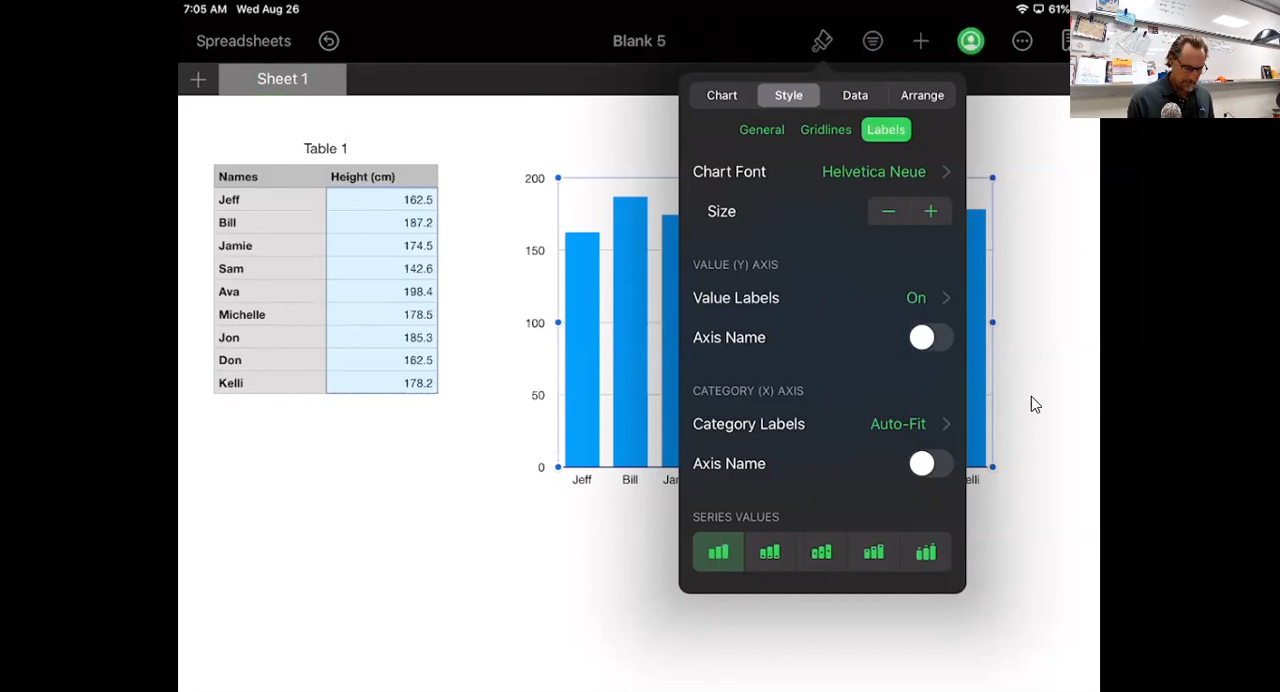 7:05 AM Wed Aug 26
61%
Spreadsheets
Blank 5
Sheet 1
Chart Style Data Arrange
General Gridlines Labels
Table 1
Names Height (cm)
Jeff 162.5
Bill 187.2
Jamie 174.5
Sam 142.6
Ava 198.4
Michelle 178.5
Jon 185.3
Don 162.5
Kelli 178.2
200
150
100
50
0
Jeff Bill Jar elli
Chart Font Helvetica Neue
Size
VALUE (Y) AXIS
Value Labels On
Axis Name
CATEGORY (X) AXIS
Category Labels Auto-Fit
Axis Name
SERIES VALUES